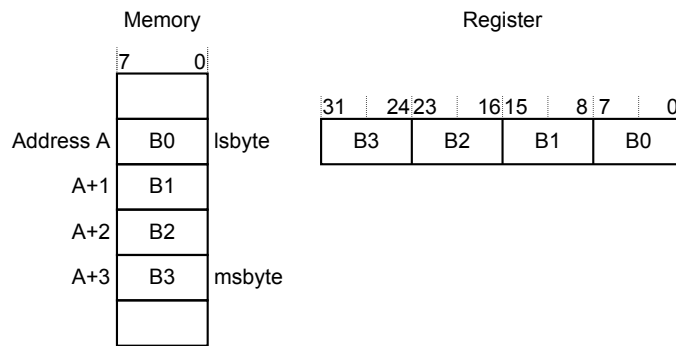 Memory
Register
7 0
31 24 23 16 15 8 7 0
Address A B0 lsbyte
B3 B2 B1 B0
A+1 B1
A+2 B2
A+3 B3 msbyte